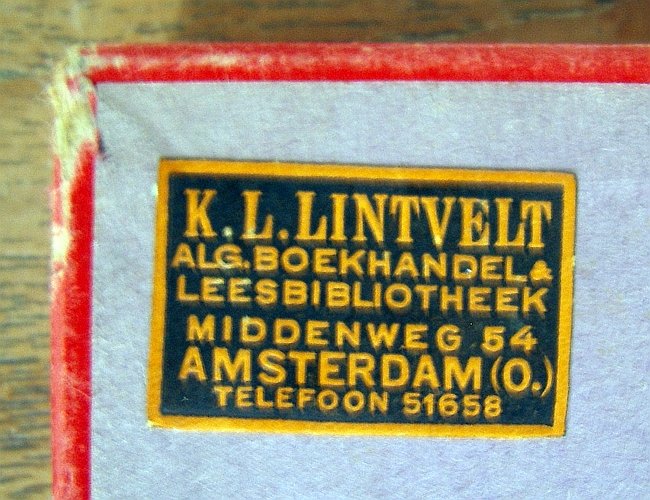 K. L. LINTVELT
ALG. BOEKHANDEL &
LEESBIBLIOTHEEK
MIDDENWEG 54
AMSTERDAM (O.)
TELEFOON 51658